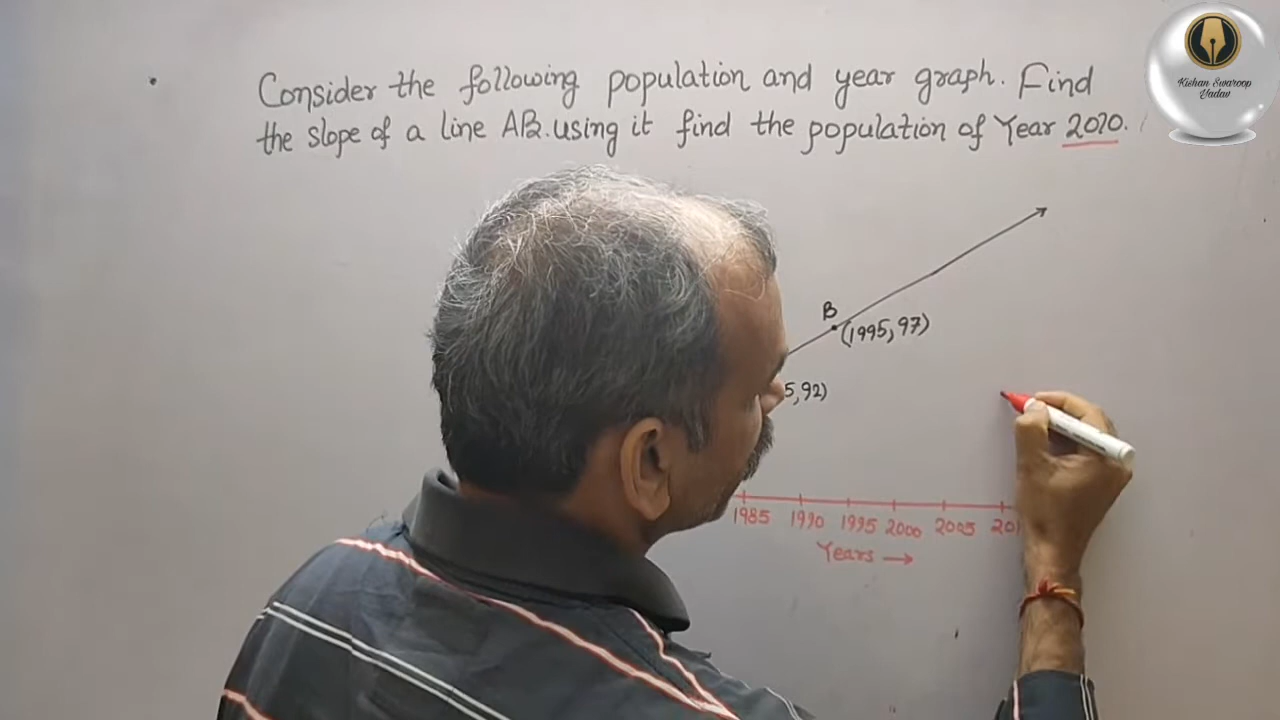 Consider the following population and year graph. Find
the slope of a line AB. using it find the population of Year 2010.
B
(1995, 97)
5, 92)
1985 1990 1995 2000 2005 201
Years →
Kishan Swaroop
Yadav